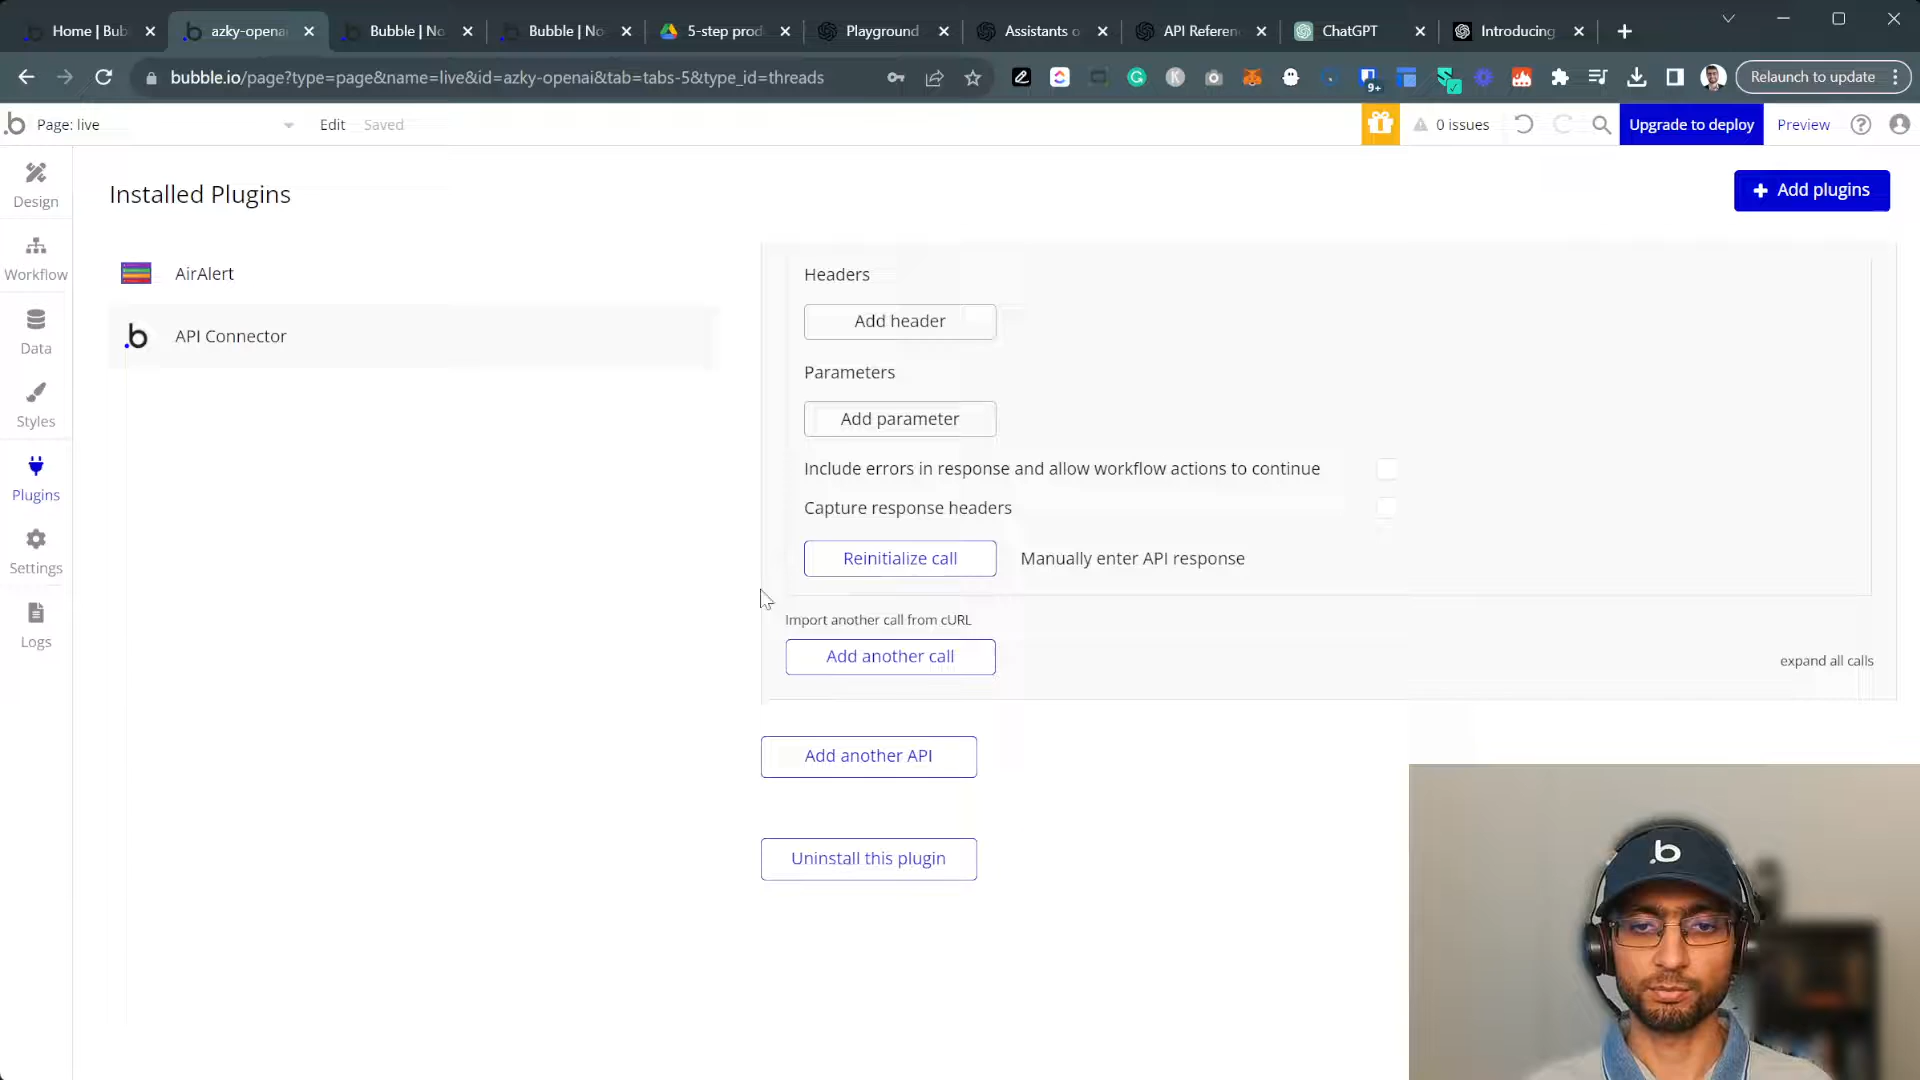 Home | Bub
azky-openai
Bubble | No
Bubble | No
5-step prod
Playground
Assistants o
API Referen
ChatGPT
Introducing
bubble.io/page?type=page&name=live&id=azky-openai&tab=tabs-5&type_id=threads
9+
Relaunch to update
Page: live
Edit
Saved
0 issues
Upgrade to deploy
Preview
Design
Workflow
Data
Styles
Plugins
Settings
Logs
Installed Plugins
+ Add plugins
AirAlert
API Connector
Headers
Add header
Parameters
Add parameter
Include errors in response and allow workflow actions to continue
Capture response headers
Reinitialize call
Manually enter API response
Import another call from cURL
Add another call
expand all calls
Add another API
Uninstall this plugin
.b